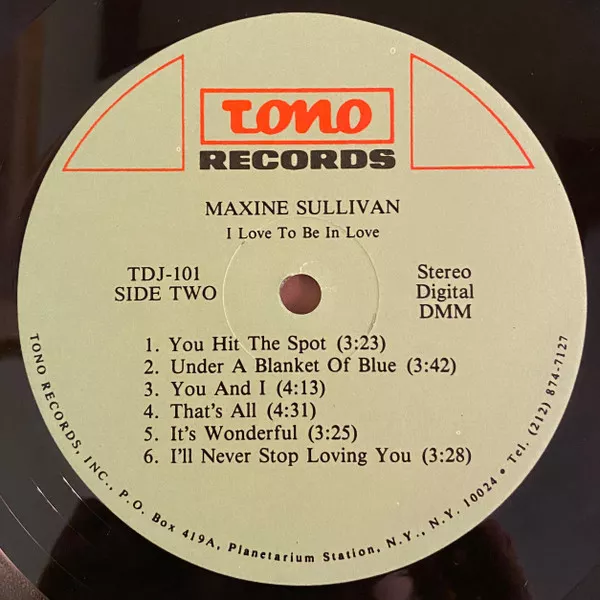 TONO
RECORDS
MAXINE SULLIVAN
I Love To Be In Love
TDJ-101
SIDE TWO
Stereo
Digital
DMM
1. You Hit The Spot (3:23)
2. Under A Blanket Of Blue (3:42)
3. You And I (4:13)
4. That's All (4:31)
5. It's Wonderful (3:25)
6. I'll Never Stop Loving You (3:28)
TONO RECORDS, INC., P.O. Box 419A, Planetarium Station, N.Y., N.Y. 10024 • Tel. (212) 874-7127